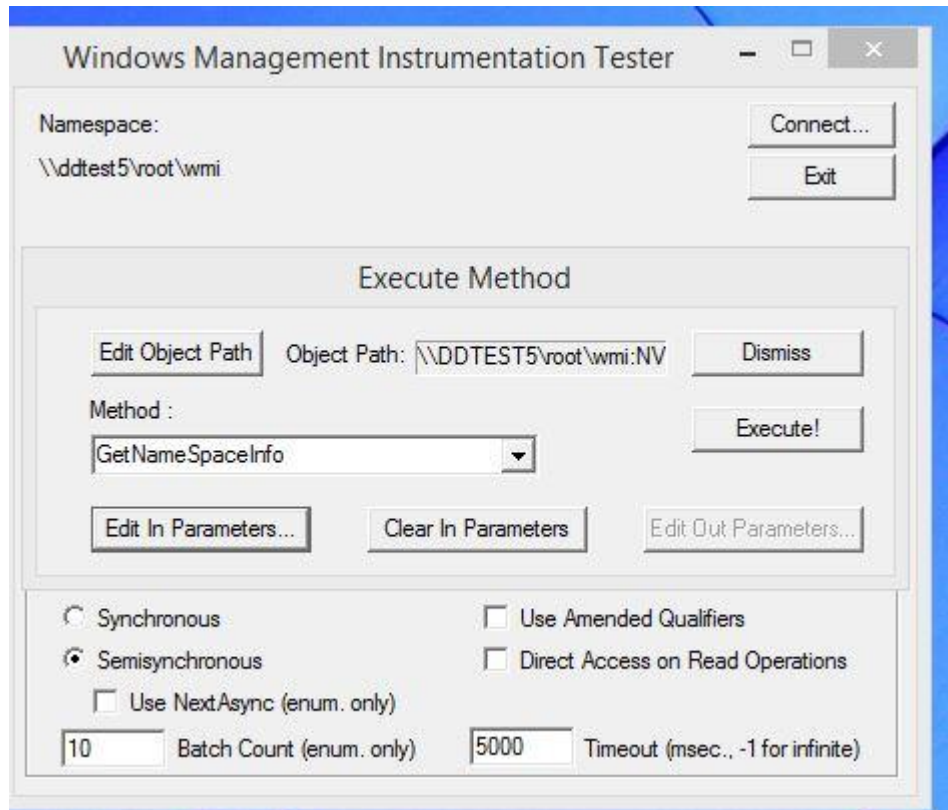 Windows Management Instrumentation Tester
Namespace:
Connect...
\\ddtest5\root\wmi
Exit
Execute Method
Edit Object Path
Object Path:
\\DDTEST5\root\wmi:NV
Dismiss
Method :
Execute!
GetNameSpaceInfo
Edit In Parameters...
Clear In Parameters
Edit Out Parameters...
Synchronous
Use Amended Qualifiers
Semisynchronous
Direct Access on Read Operations
Use NextAsync (enum. only)
10
Batch Count (enum. only)
5000
Timeout (msec., -1 for infinite)